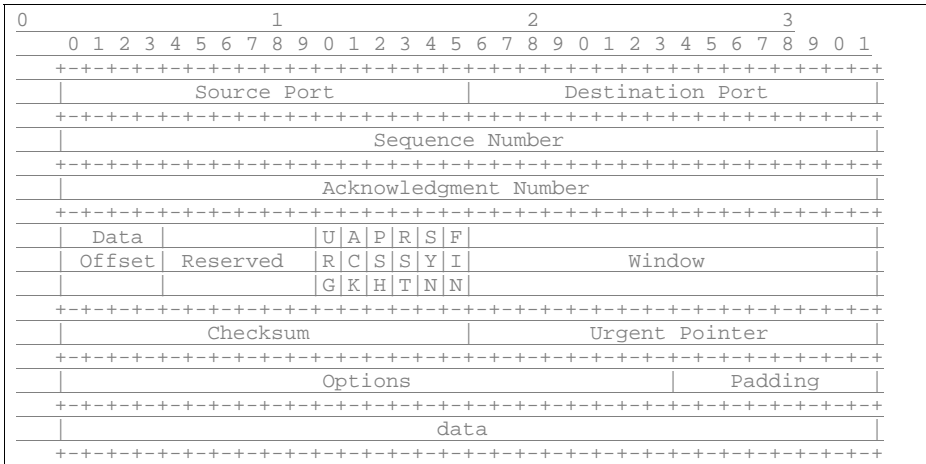 0                   1                   2                   3
    0 1 2 3 4 5 6 7 8 9 0 1 2 3 4 5 6 7 8 9 0 1 2 3 4 5 6 7 8 9 0 1
   +-+-+-+-+-+-+-+-+-+-+-+-+-+-+-+-+-+-+-+-+-+-+-+-+-+-+-+-+-+-+-+-+
   |          Source Port          |       Destination Port        |
   +-+-+-+-+-+-+-+-+-+-+-+-+-+-+-+-+-+-+-+-+-+-+-+-+-+-+-+-+-+-+-+-+
   |                        Sequence Number                        |
   +-+-+-+-+-+-+-+-+-+-+-+-+-+-+-+-+-+-+-+-+-+-+-+-+-+-+-+-+-+-+-+-+
   |                    Acknowledgment Number                      |
   +-+-+-+-+-+-+-+-+-+-+-+-+-+-+-+-+-+-+-+-+-+-+-+-+-+-+-+-+-+-+-+-+
   |  Data |           |U|A|P|R|S|F|                               |
   | Offset| Reserved  |R|C|S|S|Y|I|            Window             |
   |       |           |G|K|H|T|N|N|                               |
   +-+-+-+-+-+-+-+-+-+-+-+-+-+-+-+-+-+-+-+-+-+-+-+-+-+-+-+-+-+-+-+-+
   |           Checksum            |         Urgent Pointer        |
   +-+-+-+-+-+-+-+-+-+-+-+-+-+-+-+-+-+-+-+-+-+-+-+-+-+-+-+-+-+-+-+-+
   |                    Options                    |    Padding    |
   +-+-+-+-+-+-+-+-+-+-+-+-+-+-+-+-+-+-+-+-+-+-+-+-+-+-+-+-+-+-+-+-+
   |                             data                              |
   +-+-+-+-+-+-+-+-+-+-+-+-+-+-+-+-+-+-+-+-+-+-+-+-+-+-+-+-+-+-+-+-+